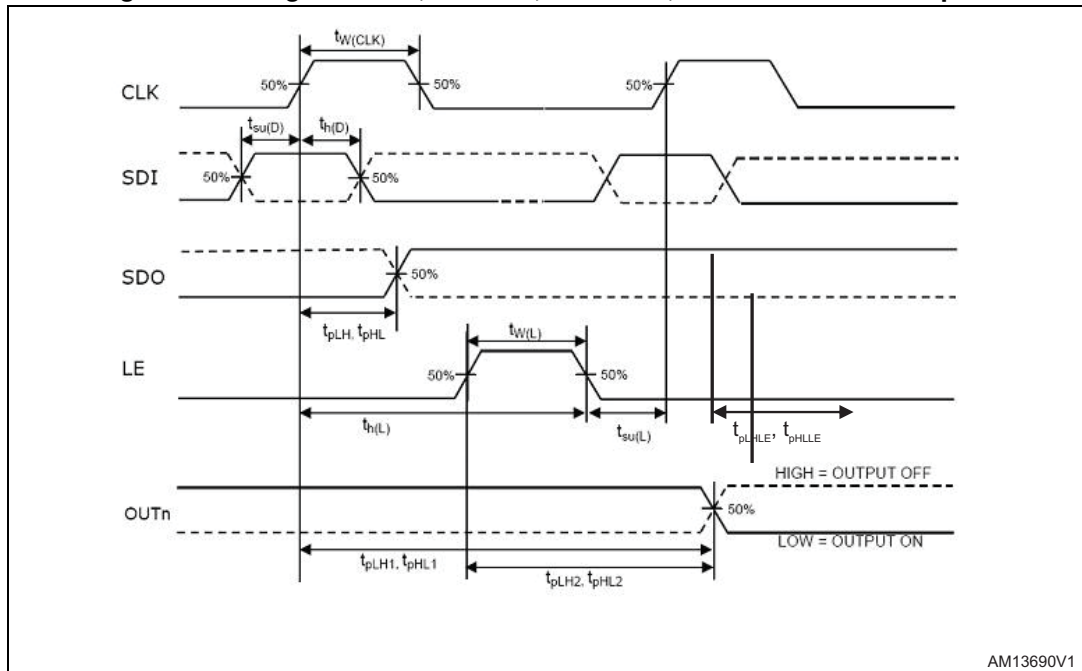 tW(CLK)
50%
50%
50%
CLK
tsu(D)
th(D)
50%
50%
SDI
50%
SDO
tpLH, tpHL
tW(L)
LE
50%
50%
th(L)
tsu(L)
tpLHLE, tpHLLE
HIGH = OUTPUT OFF
50%
OUTn
LOW = OUTPUT ON
tpLH1, tpHL1
tpLH2, tpHL2
AM13690V1